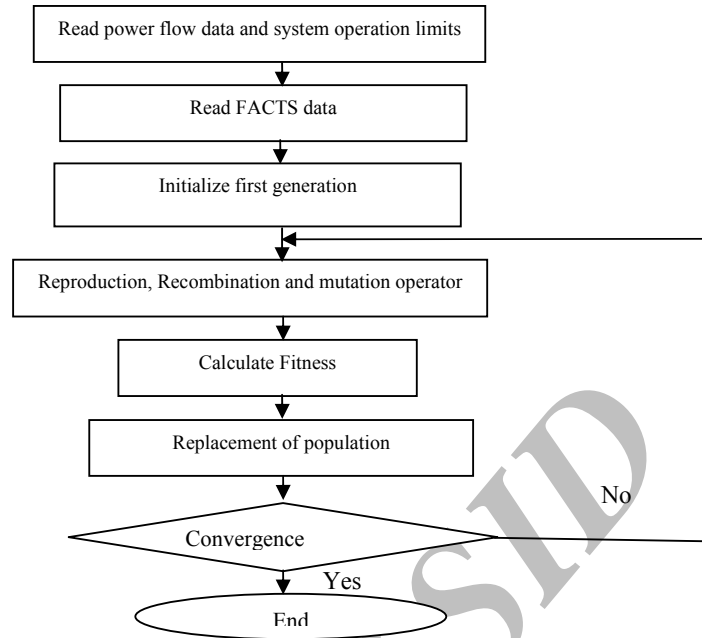 Read power flow data and system operation limits
Read FACTS data
Initialize first generation
Reproduction, Recombination and mutation operator
Calculate Fitness
Replacement of population
Convergence
No
Yes
End
SID